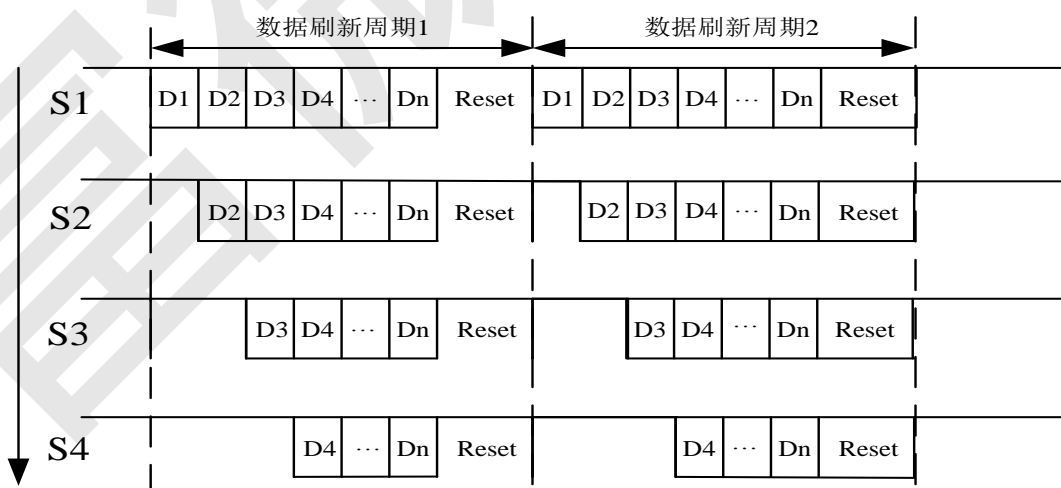 数据刷新周期1 数据刷新周期2
S1 D1 D2 D3 D4 ··· Dn Reset D1 D2 D3 D4 ··· Dn Reset
S2 D2 D3 D4 ··· Dn Reset D2 D3 D4 ··· Dn Reset
S3 D3 D4 ··· Dn Reset D3 D4 ··· Dn Reset
S4 D4 ··· Dn Reset D4 ··· Dn Reset